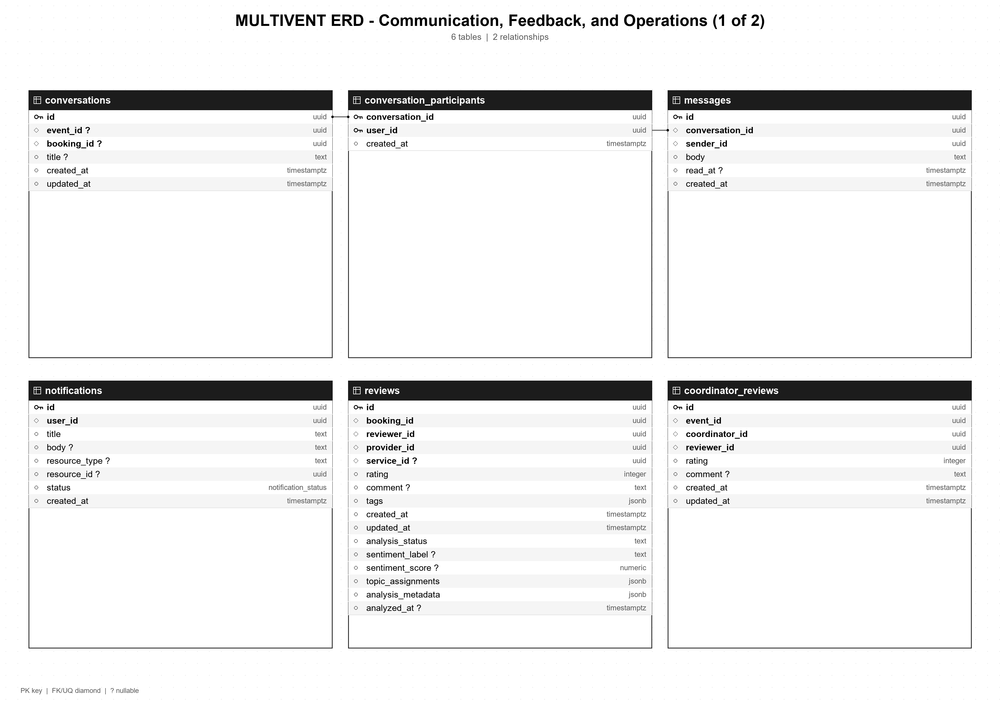 MULTIVENT ERD - Communication, Feedback, and Operations (1 of 2)
6 tables | 2 relationships
conversations
id uuid
event_id ? uuid
booking_id ? uuid
title ? text
created_at timestamptz
updated_at timestamptz
conversation_participants
conversation_id uuid
user_id uuid
created_at timestamptz
messages
id uuid
conversation_id uuid
sender_id uuid
body text
read_at ? timestamptz
created_at timestamptz
notifications
id uuid
user_id uuid
title text
body ? text
resource_type ? text
resource_id ? uuid
status notification_status
created_at timestamptz
reviews
id uuid
booking_id uuid
reviewer_id uuid
provider_id uuid
service_id ? uuid
rating integer
comment ? text
tags jsonb
created_at timestamptz
updated_at timestamptz
analysis_status text
sentiment_label ? text
sentiment_score ? numeric
topic_assignments jsonb
analysis_metadata jsonb
analyzed_at ? timestamptz
coordinator_reviews
id uuid
event_id uuid
coordinator_id uuid
reviewer_id uuid
rating integer
comment ? text
created_at timestamptz
updated_at timestamptz
PK key | FK/UQ diamond | ? nullable